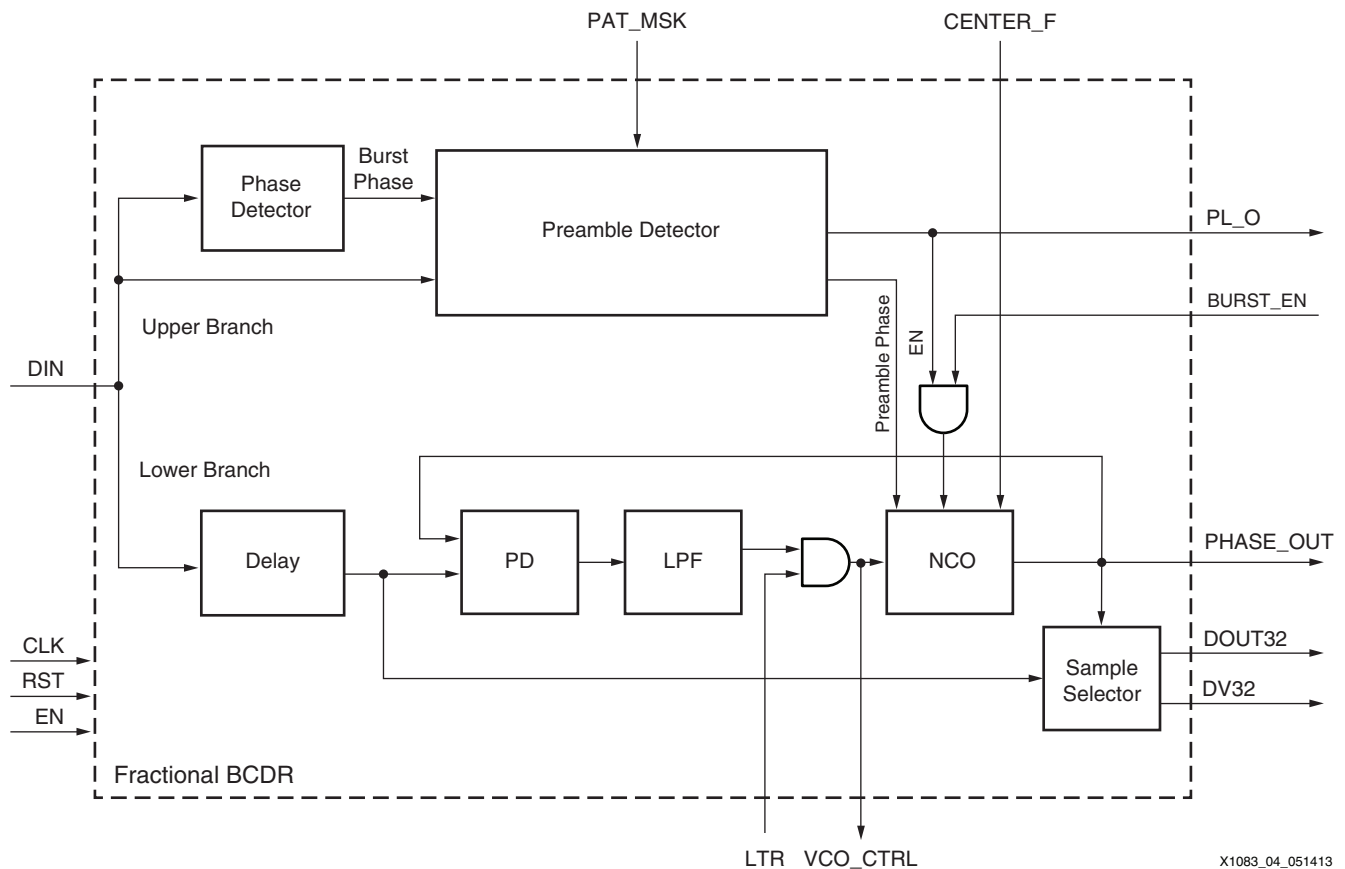 PAT_MSK
CENTER_F
Phase
Detector
Burst
Phase
Preamble Detector
PL_O
BURST_EN
Preamble Phase
EN
Upper Branch
DIN
Lower Branch
Delay
PD
LPF
NCO
PHASE_OUT
Sample
Selector
DOUT32
DV32
CLK
RST
EN
Fractional BCDR
LTR
VCO_CTRL
X1083_04_051413